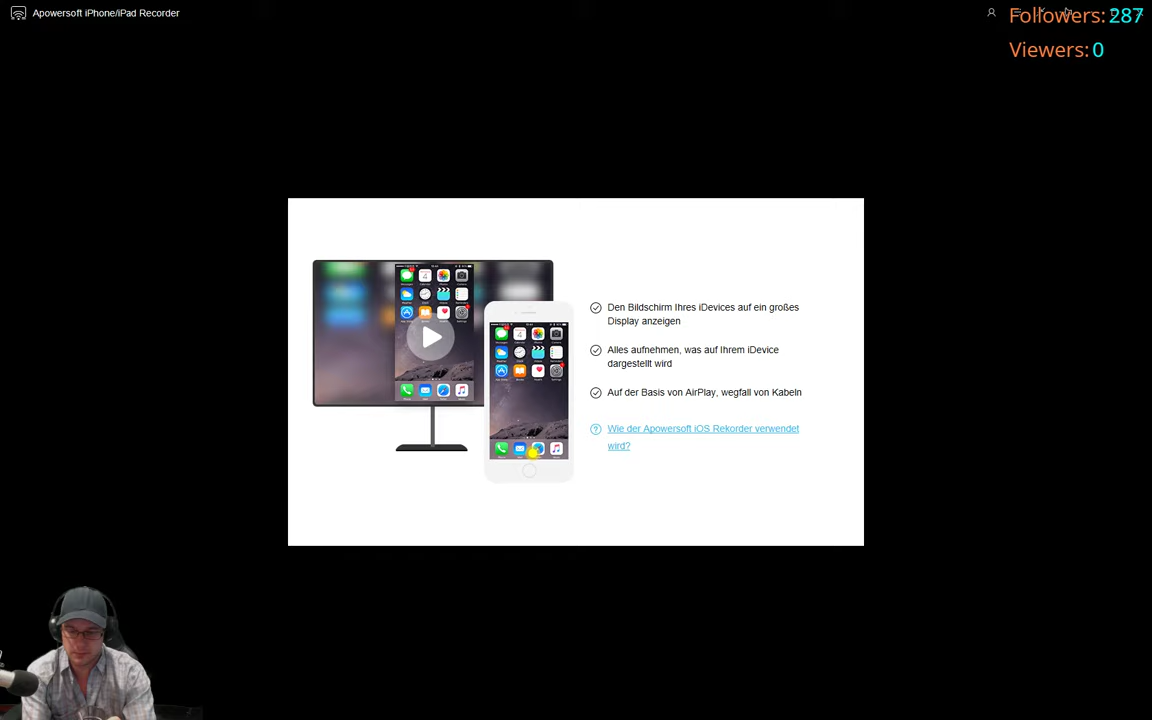 Apowersoft iPhone/iPad Recorder
Followers: 287
Viewers: 0
Den Bildschirm Ihres iDevices auf ein großes
Display anzeigen
Alles aufnehmen, was auf Ihrem iDevice
dargestellt wird
Auf der Basis von AirPlay, wegfall von Kabeln
Wie der Apowersoft iOS Rekorder verwendet
wird?